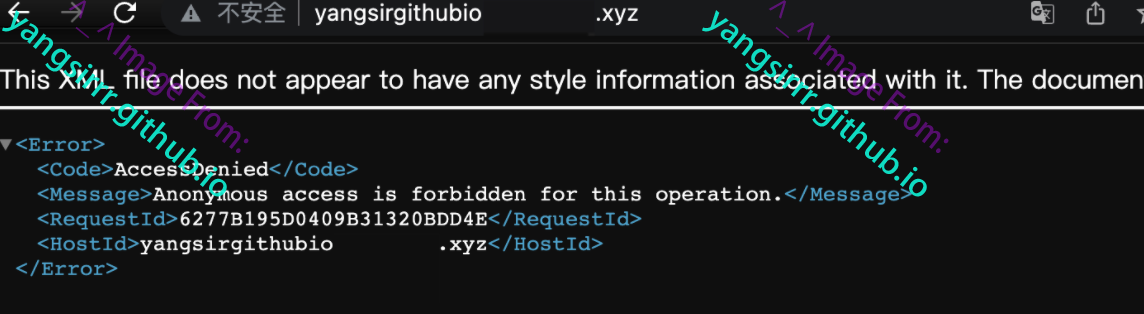 不安全 yangsirgithubio .xyz
This XML file does not appear to have any style information associated with it. The documen
<Error>
<Code>AccessDenied</Code>
<Message>Anonymous access is forbidden for this operation.</Message>
<RequestId>6277B195D0409B31320BDD4E</RequestId>
<HostId>yangsirgithubio .xyz</HostId>
</Error>
^_^ Image From:
yangsirrr.github.io
^_^ Image From:
yangsirrr.github.io